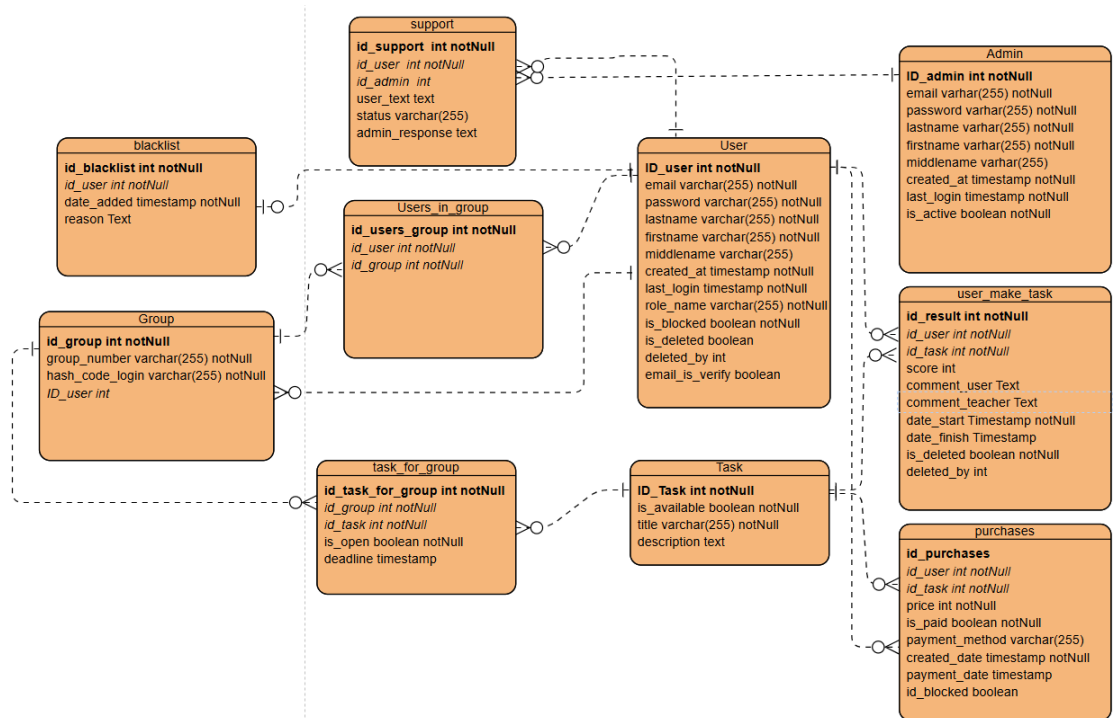 support
id_support int notNull
id_user int notNull
id_admin int
user_text text
status varchar(255)
admin_response text
Admin
ID_admin int notNull
email varhar(255) notNull
password varhar(255) notNull
lastname varhar(255) notNull
firstname varhar(255) notNull
middlename varhar(255)
created_at timestamp notNull
last_login timestamp notNull
is_active boolean notNull
blacklist
id_blacklist int notNull
id_user int notNull
date_added timestamp notNull
reason Text
User
ID_user int notNull
email varchar(255) notNull
password varchar(255) notNull
lastname varchar(255) notNull
firstname varchar(255) notNull
middlename varchar(255)
created_at timestamp notNull
last_login timestamp notNull
role_name varchar(255) notNull
is_blocked boolean notNull
is_deleted boolean
deleted_by int
email_is_verify boolean
Users_in_group
id_users_group int notNull
id_user int notNull
id_group int notNull
user_make_task
id_result int notNull
id_user int notNull
id_task int notNull
score int
comment_user Text
comment_teacher Text
date_start Timestamp notNull
date_finish Timestamp
is_deleted boolean notNull
deleted_by int
Group
id_group int notNull
group_number varchar(255) notNull
hash_code_login varchar(255) notNull
ID_user int
task_for_group
id_task_for_group int notNull
id_group int notNull
id_task int notNull
is_open boolean notNull
deadline timestamp
Task
ID_Task int notNull
is_available boolean notNull
title varchar(255) notNull
description text
purchases
id_purchases
id_user int notNull
id_task int notNull
price int notNull
is_paid boolean notNull
payment_method varchar(255)
created_date timestamp notNull
payment_date timestamp
id_blocked boolean